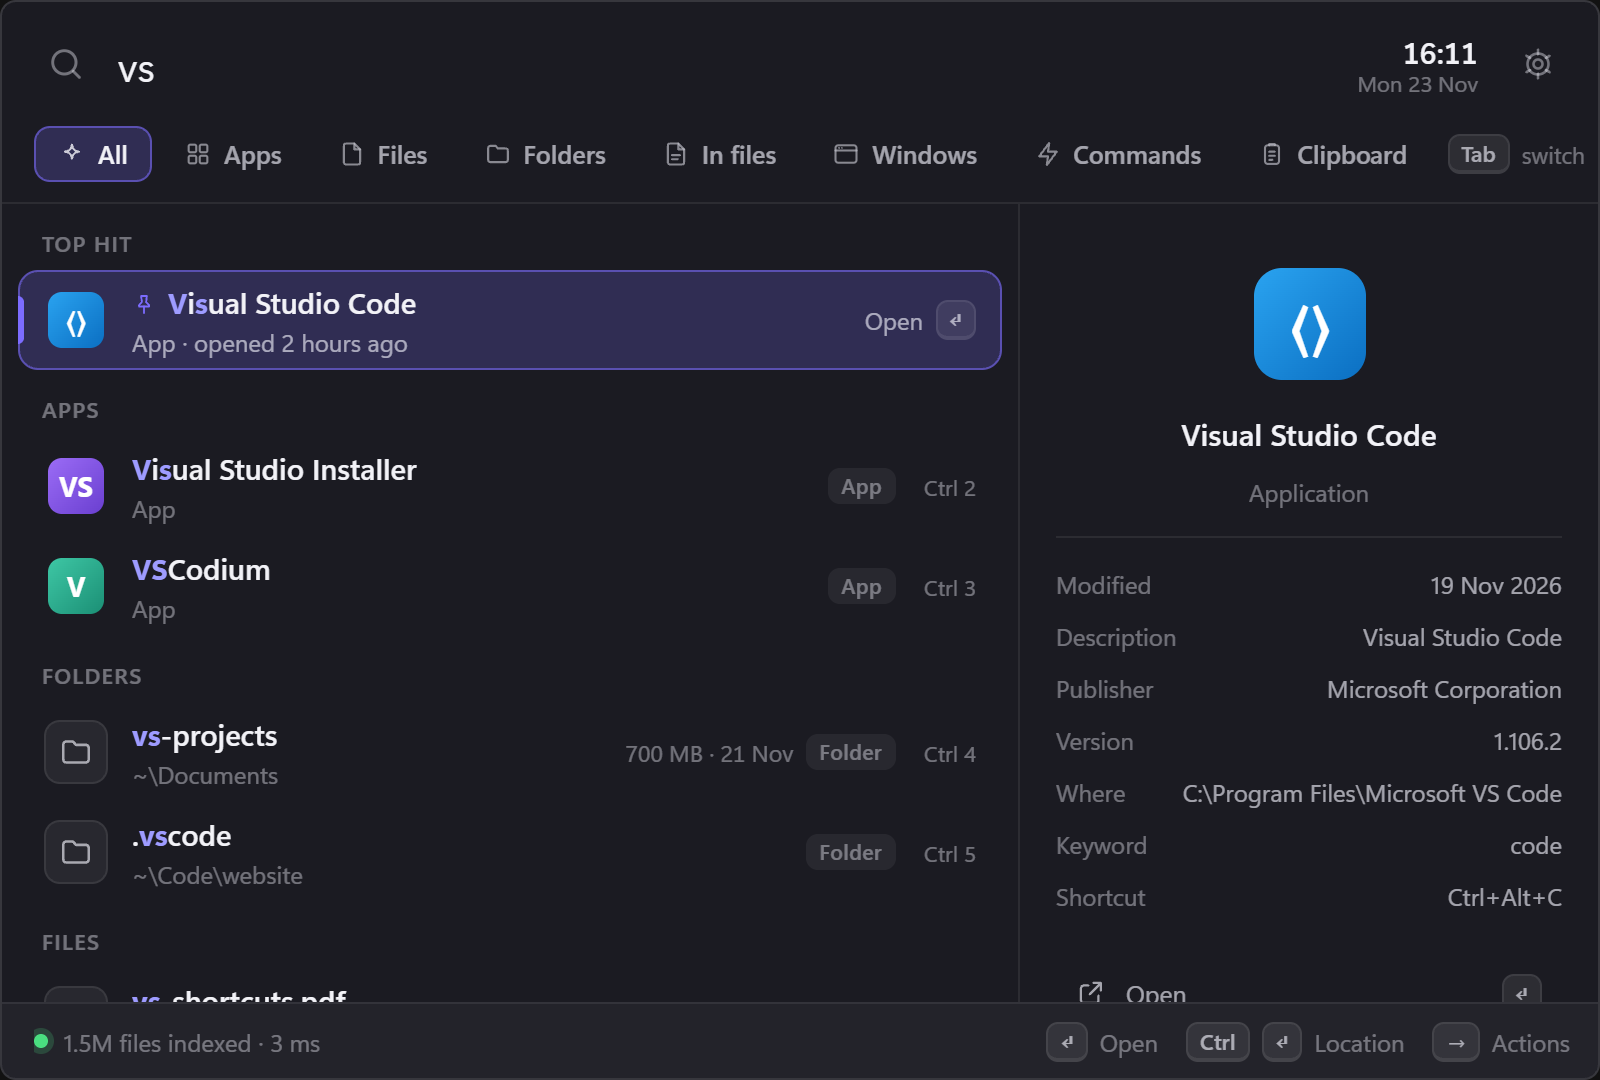 vs
16:11
Mon 23 Nov
All Apps Files Folders In files Windows Commands Clipboard Tab switch
TOP HIT
Visual Studio Code
App · opened 2 hours ago
Open
APPS
VS
Visual Studio Installer
App
App Ctrl 2
V
VSCodium
App
App Ctrl 3
FOLDERS
vs-projects
~\Documents
700 MB · 21 Nov Folder Ctrl 4
.vscode
~\Code\website
Folder Ctrl 5
FILES
vs-shortcuts.pdf
Visual Studio Code
Application
Modified 19 Nov 2026
Description Visual Studio Code
Publisher Microsoft Corporation
Version 1.106.2
Where C:\Program Files\Microsoft VS Code
Keyword code
Shortcut Ctrl+Alt+C
Open
1.5M files indexed · 3 ms
Open Ctrl Location → Actions